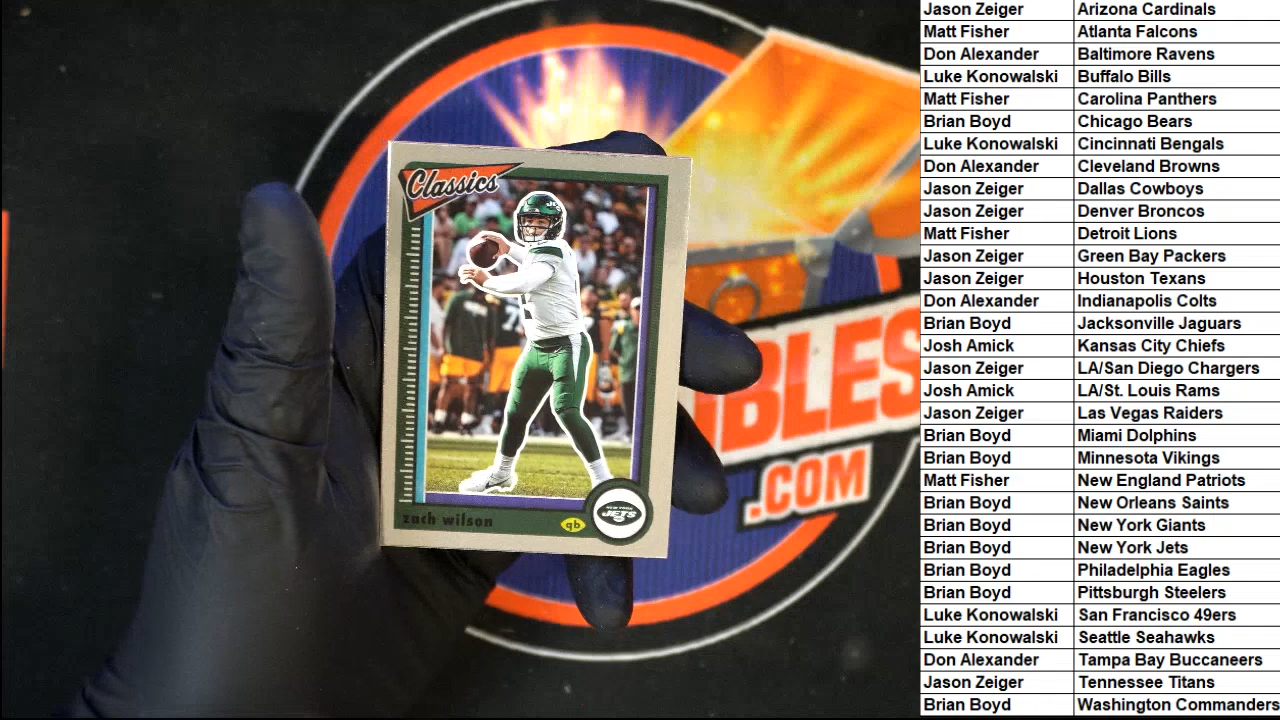 Classics
zach wilson
qb
NEW YORK
JETS
JETS
BLES
.COM
Jason Zeiger Arizona Cardinals
Matt Fisher Atlanta Falcons
Don Alexander Baltimore Ravens
Luke Konowalski Buffalo Bills
Matt Fisher Carolina Panthers
Brian Boyd Chicago Bears
Luke Konowalski Cincinnati Bengals
Don Alexander Cleveland Browns
Jason Zeiger Dallas Cowboys
Jason Zeiger Denver Broncos
Matt Fisher Detroit Lions
Jason Zeiger Green Bay Packers
Jason Zeiger Houston Texans
Don Alexander Indianapolis Colts
Brian Boyd Jacksonville Jaguars
Josh Amick Kansas City Chiefs
Jason Zeiger LA/San Diego Chargers
Josh Amick LA/St. Louis Rams
Jason Zeiger Las Vegas Raiders
Brian Boyd Miami Dolphins
Brian Boyd Minnesota Vikings
Matt Fisher New England Patriots
Brian Boyd New Orleans Saints
Brian Boyd New York Giants
Brian Boyd New York Jets
Brian Boyd Philadelphia Eagles
Brian Boyd Pittsburgh Steelers
Luke Konowalski San Francisco 49ers
Luke Konowalski Seattle Seahawks
Don Alexander Tampa Bay Buccaneers
Jason Zeiger Tennessee Titans
Brian Boyd Washington Commanders